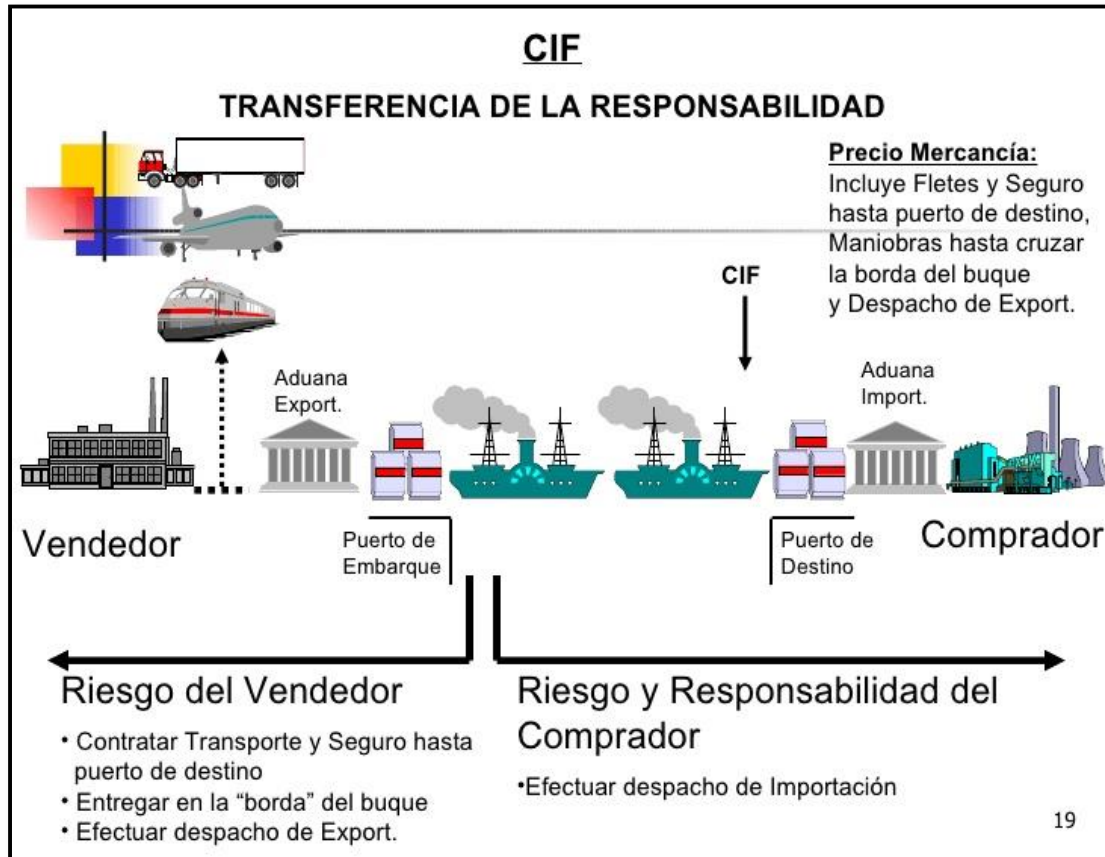 CIF
TRANSFERENCIA DE LA RESPONSABILIDAD
Precio Mercancía:
Incluye Fletes y Seguro
hasta puerto de destino,
Maniobras hasta cruzar
la borda del buque
y Despacho de Export.
CIF
Aduana
Export.
Aduana
Import.
Vendedor
Puerto de
Embarque
Puerto de
Destino
Comprador
Riesgo del Vendedor
• Contratar Transporte y Seguro hasta
puerto de destino
• Entregar en la “borda” del buque
• Efectuar despacho de Export.
Riesgo y Responsabilidad del
Comprador
•Efectuar despacho de Importación
19